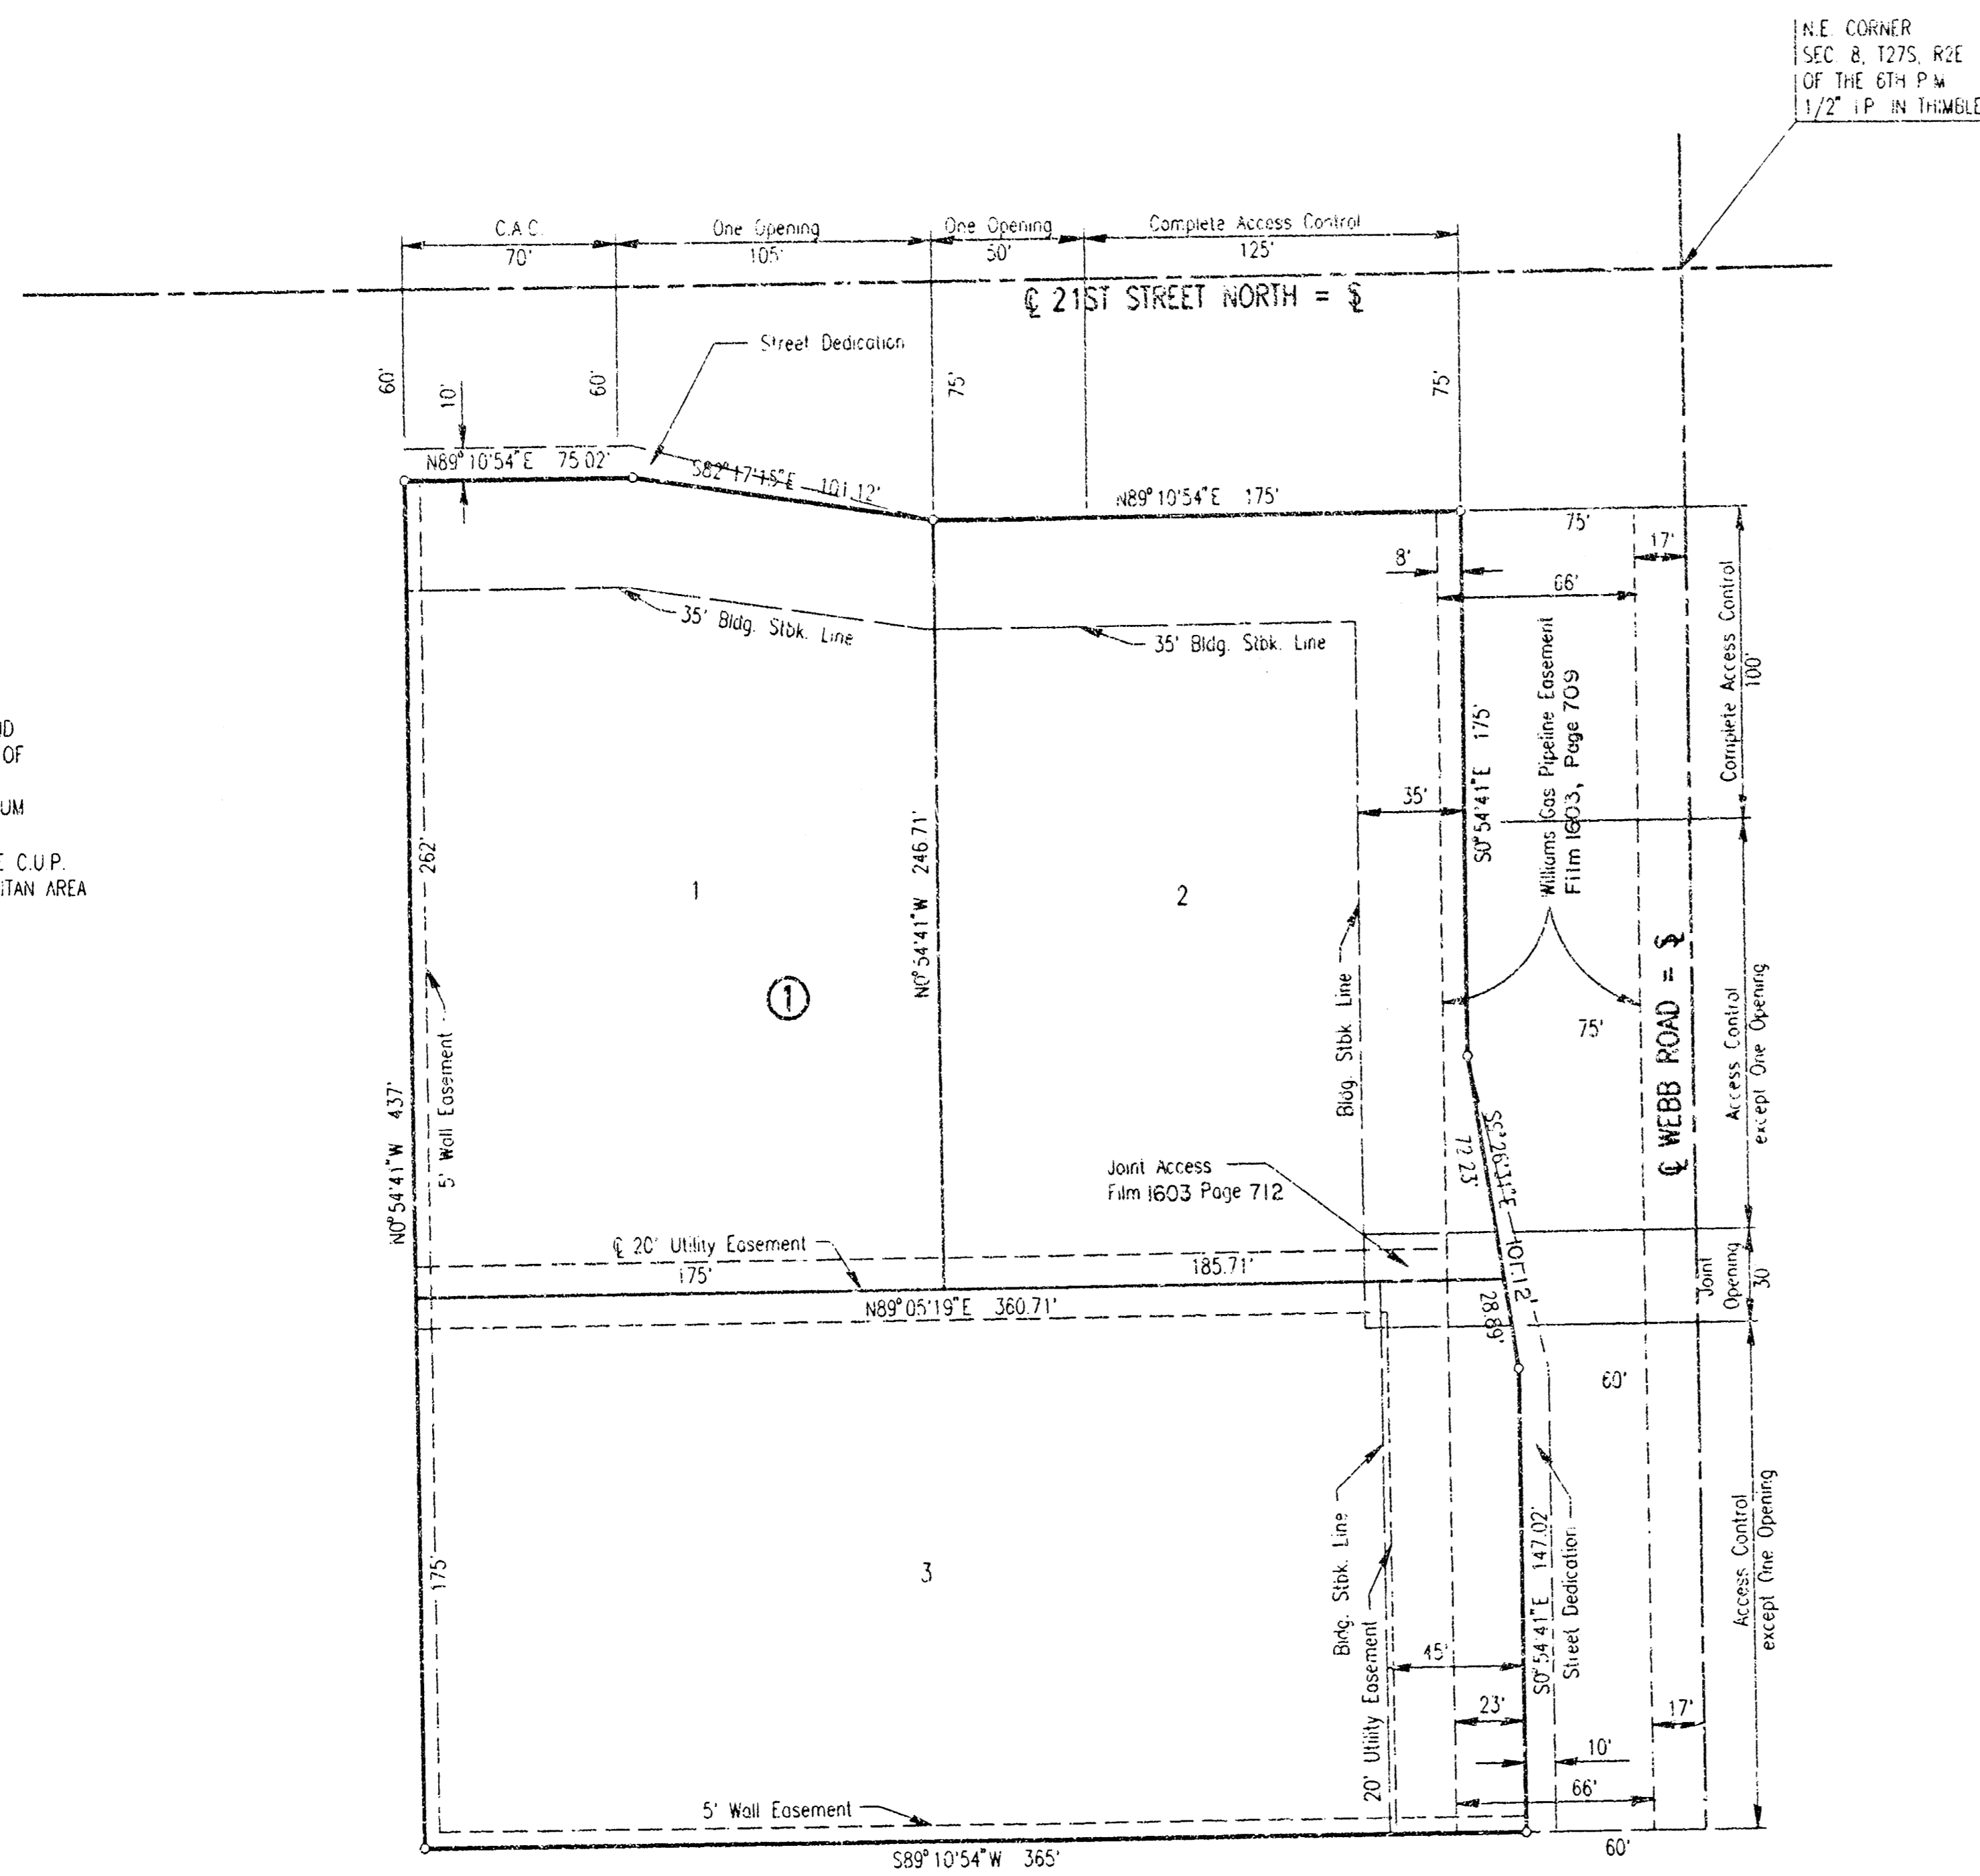 N.E. CORNER
SEC. 8, T27S, R2E
OF THE 6TH P.M
1/2" I.P. IN THIMBLE
C.A.C.
70'
One Opening
105'
One Opening
50'
Complete Access Control
125'
℄ 21ST STREET NORTH =
Street Dedication
60'
10'
60'
75'
75'
N89°10'54"E 75.02'
S82°17'15"E 101.12'
N89°10'54"E 175'
75'
17'
8'
66'
35' Bldg. Stbk. Line
35' Bldg. Stbk. Line
Williams Gas Pipeline Easement
Film 1603, Page 709
Complete Access Control
100'
S0°54'41"E 175'
35'
ID
OF
UM
E C.U.P.
ITAN AREA
262'
1
2
N0°54'41"W 246.71'
1
Bldg. Stbk. Line
75'
℄ WEBB ROAD =
Access Control
except One Opening
5' Wall Easement
N0°54'41"W 437'
72.23'
101.12'
Joint Access
Film 1603 Page 712
℄ 20' Utility Easement
175'
185.71'
N89°05'19"E 360.71'
28.89'
Joint
Opening
30'
60'
3
175'
Bldg. Stbk. Line
20' Utility Easement
S0°54'41"E 147.02'
Street Dedication
Access Control
except One Opening
45'
23'
17'
10'
66'
5' Wall Easement
S89°10'54"W 365'
60'